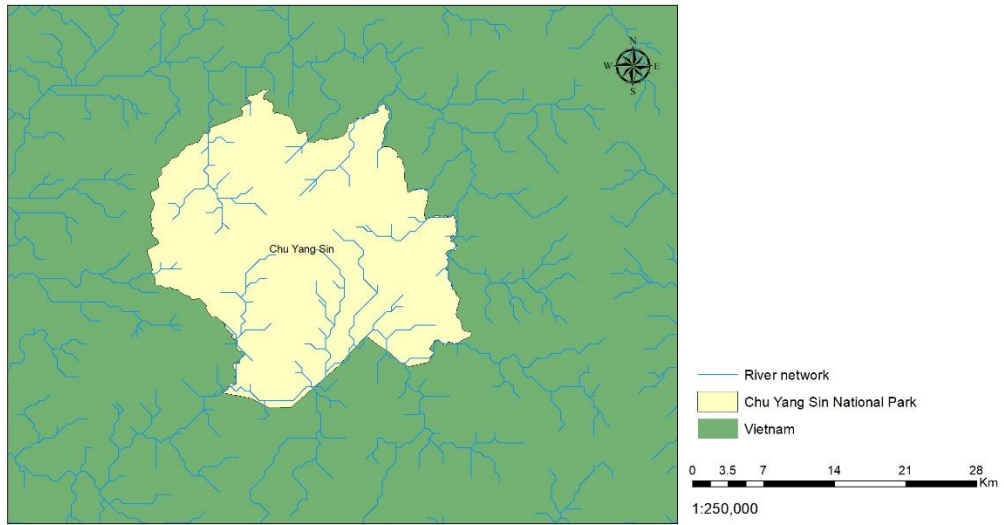 N
W E
S
Chu Yang Sin
River network
Chu Yang Sin National Park
Vietnam
0 3.5 7 14 21 28
Km
1:250,000